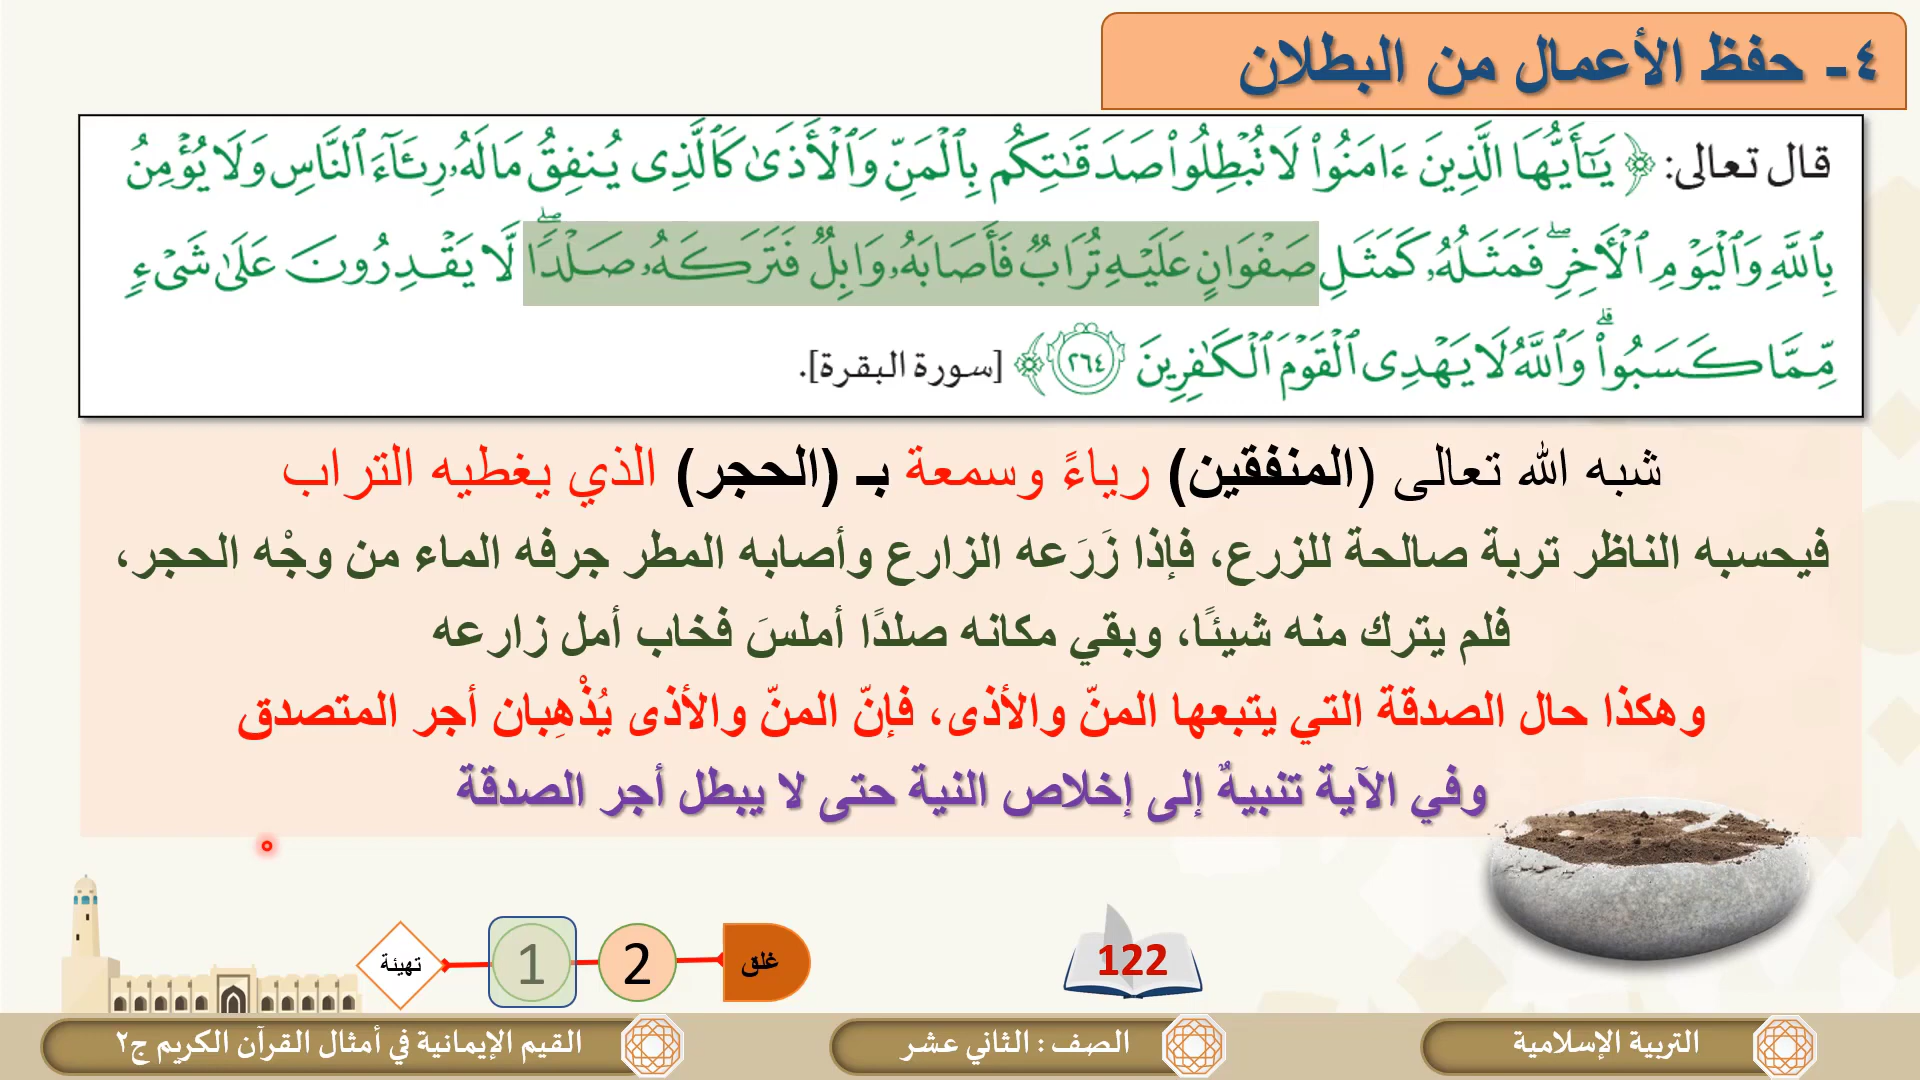 ٤- حفظ الأعمال من البطلان
قال تعالى: ﴿ يَٰٓأَيُّهَا ٱلَّذِينَ ءَامَنُوا۟ لَا تُبْطِلُوا۟ صَدَقَٰتِكُم بِٱلْمَنِّ وَٱلْأَذَىٰ كَٱلَّذِى يُنفِقُ مَالَهُۥ رِئَآءَ ٱلنَّاسِ وَلَا يُؤْمِنُ
بِٱللَّهِ وَٱلْيَوْمِ ٱلْأَخِرِ ۖ فَمَثَلُهُۥ كَمَثَلِ صَفْوَانٍ عَلَيْهِ تُرَابٌ فَأَصَابَهُۥ وَابِلٌ فَتَرَكَهُۥ صَلْدًا ۖ لَّا يَقْدِرُونَ عَلَىٰ شَىْءٍ
مِّمَّا كَسَبُوا۟ ۗ وَٱللَّهُ لَا يَهْدِى ٱلْقَوْمَ ٱلْكَٰفِرِينَ ٢٦٤ ﴾ [سورة البقرة].
شبه الله تعالى (المنفقين) رياءً وسمعة بـ (الحجر) الذي يغطيه التراب
فيحسبه الناظر تربة صالحة للزرع، فإذا زَرَعه الزارع وأصابه المطر جرفه الماء من وجْه الحجر،
فلم يترك منه شيئًا، وبقي مكانه صلدًا أملسَ فخاب أمل زارعه
وهكذا حال الصدقة التي يتبعها المنّ والأذى، فإنّ المنّ والأذى يُذْهِبان أجر المتصدق
وفي الآية تنبيهٌ إلى إخلاص النية حتى لا يبطل أجر الصدقة
122
غلق
2
1
تهيئة
التربية الإسلامية
الصف : الثاني عشر
القيم الإيمانية في أمثال القرآن الكريم ج٢